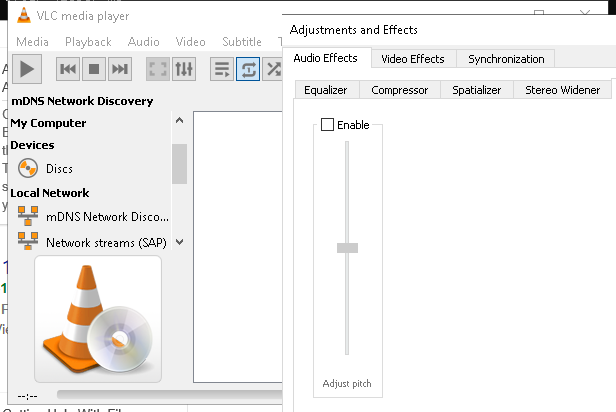 VLC media player
Media Playback Audio Video Subtitle
mDNS Network Discovery
My Computer
Devices
Discs
Local Network
mDNS Network Disco...
Network streams (SAP)
--:--
Adjustments and Effects
Audio Effects Video Effects Synchronization
Equalizer Compressor Spatializer Stereo Widener
Enable
Adjust pitch